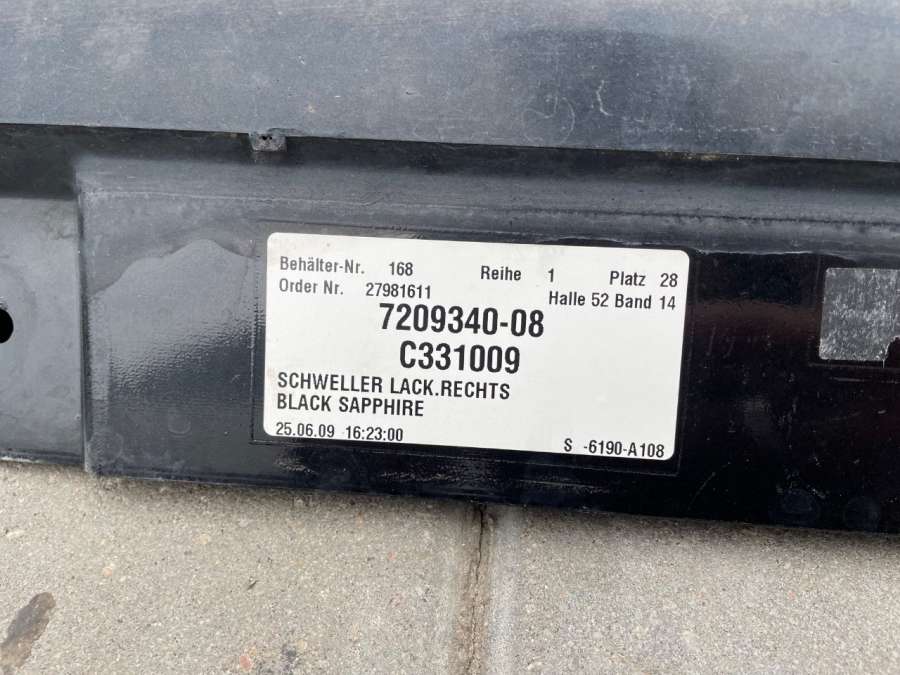 Behälter-Nr. 168 Reihe 1 Platz 28
Order Nr. 27981611 Halle 52 Band 14
7209340-08
C331009
SCHWELLER LACK.RECHTS
BLACK SAPPHIRE
25.06.09 16:23:00 S -6190-A108